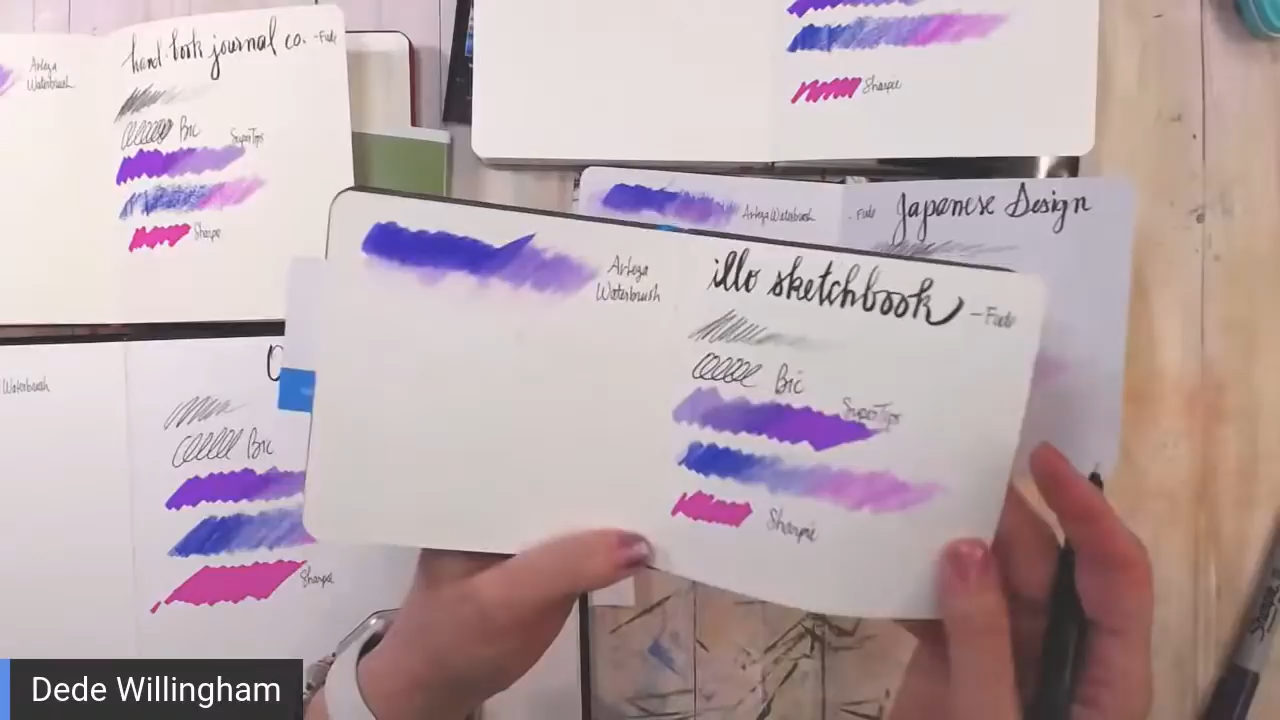 hand·book journal co. -Fude
Arteza
Waterbrush
Bic
SuperTips
Sharpie
Sharpie
Arteza Waterbrush
- Fude
Japanese Design
Arteza
Waterbrush
illo sketchbook
- Fude
Bic
SuperTips
Sharpie
Waterbrush
Bic
Sharpie
Dede Willingham